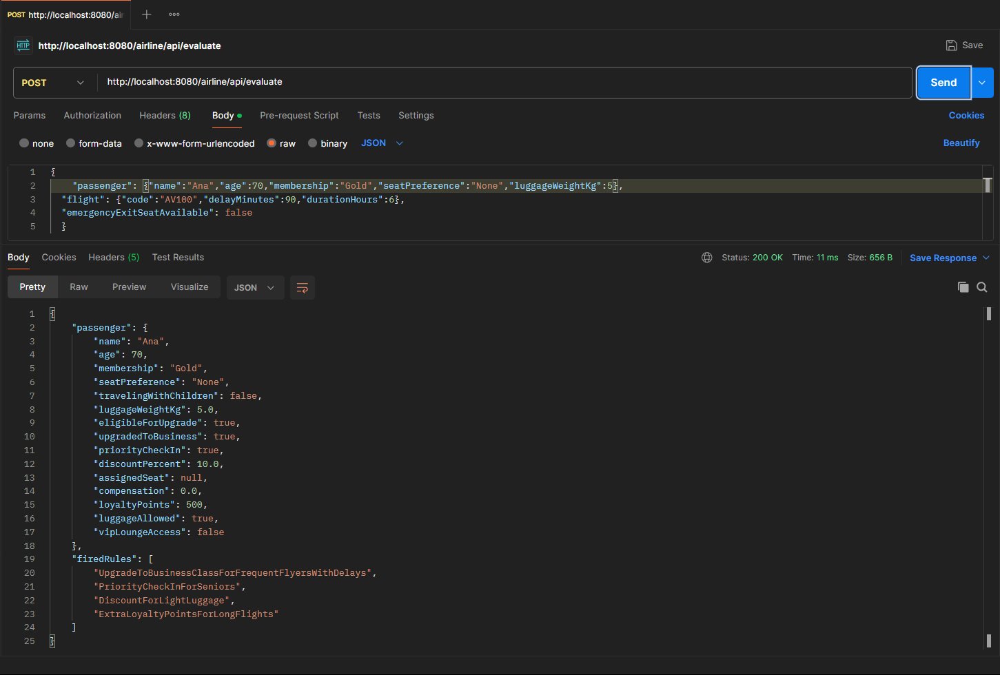 POST http://localhost:8080/air
HTTP http://localhost:8080/airline/api/evaluate Save
POST http://localhost:8080/airline/api/evaluate Send
Params Authorization Headers (8) Body Pre-request Script Tests Settings Cookies
none form-data x-www-form-urlencoded raw binary JSON Beautify
1 {
2 "passenger": {"name":"Ana","age":70,"membership":"Gold","seatPreference":"None","luggageWeightKg":5},
3 "flight": {"code":"AV100","delayMinutes":90,"durationHours":6},
4 "emergencyExitSeatAvailable": false
5 }
Body Cookies Headers (5) Test Results Status: 200 OK Time: 11 ms Size: 656 B Save Response
Pretty Raw Preview Visualize JSON
1 {
2 "passenger": {
3 "name": "Ana",
4 "age": 70,
5 "membership": "Gold",
6 "seatPreference": "None",
7 "travelingWithChildren": false,
8 "luggageWeightKg": 5.0,
9 "eligibleForUpgrade": true,
10 "upgradedToBusiness": true,
11 "priorityCheckIn": true,
12 "discountPercent": 10.0,
13 "assignedSeat": null,
14 "compensation": 0.0,
15 "loyaltyPoints": 500,
16 "luggageAllowed": true,
17 "vipLoungeAccess": false
18 },
19 "firedRules": [
20 "UpgradeToBusinessClassForFrequentFlyersWithDelays",
21 "PriorityCheckInForSeniors",
22 "DiscountForLightLuggage",
23 "ExtraLoyaltyPointsForLongFlights"
24 ]
25 }